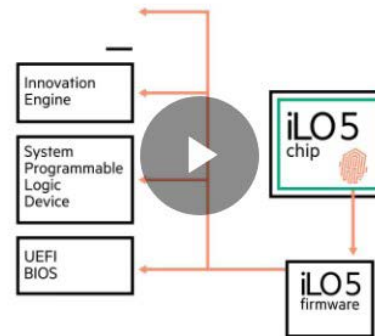 Innovation
Engine
System
Programmable
Logic
Device
UEFI
BIOS
iLO 5
chip
iLO 5
firmware